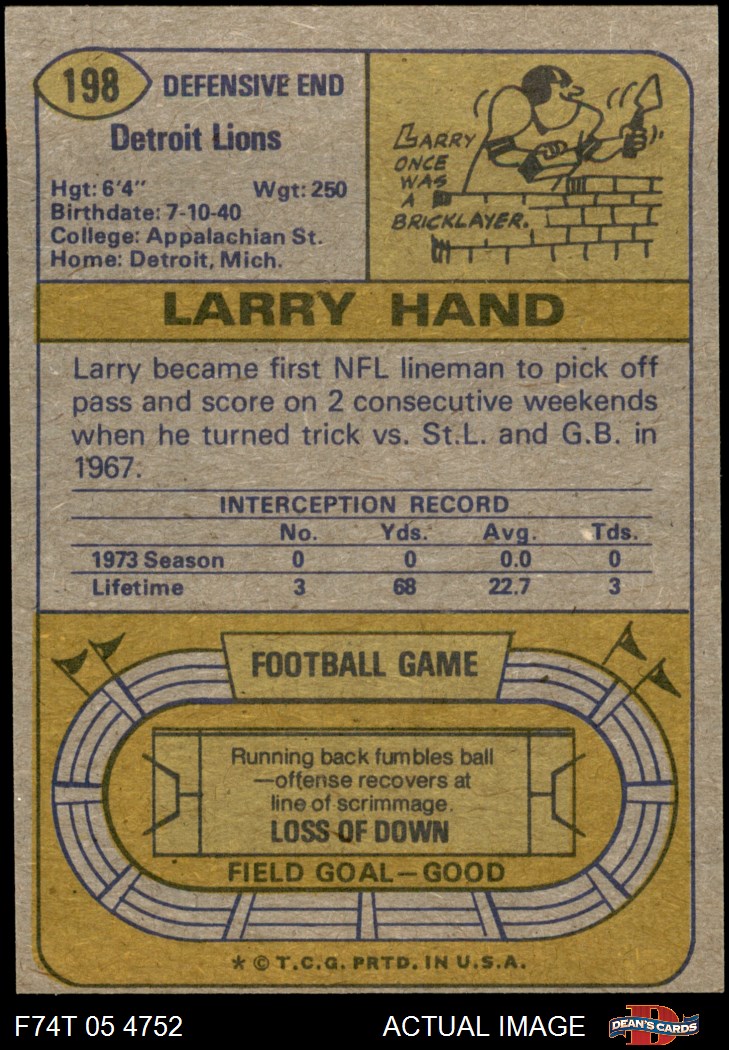 198
DEFENSIVE END
Detroit Lions
Hgt: 6'4" Wgt: 250
Birthdate: 7-10-40
College: Appalachian St.
Home: Detroit, Mich.
LARRY
ONCE
WAS
A
BRICKLAYER.
LARRY HAND
Larry became first NFL lineman to pick off
pass and score on 2 consecutive weekends
when he turned trick vs. St.L. and G.B. in
1967.
INTERCEPTION RECORD
No. Yds. Avg. Tds.
1973 Season 0 0 0.0 0
Lifetime 3 68 22.7 3
FOOTBALL GAME
Running back fumbles ball
—offense recovers at
line of scrimmage.
LOSS OF DOWN
FIELD GOAL—GOOD
* © T.C.G. PRTD. IN U.S.A.
F74T 05 4752 ACTUAL IMAGE DEAN'S CARDS